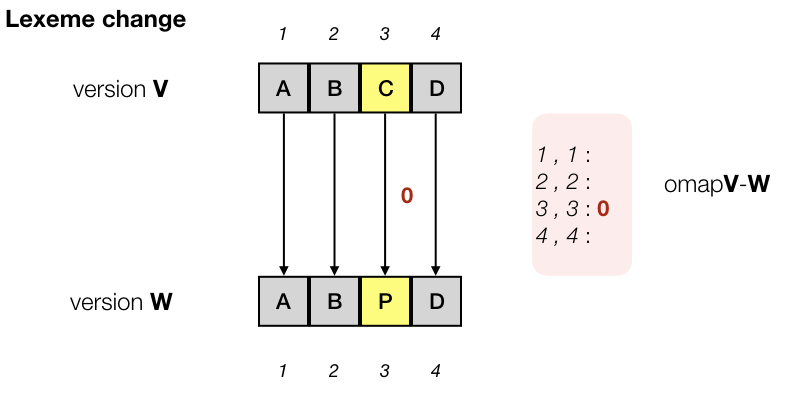 Lexeme change
1 2 3 4
version V
A B C D
0
1 , 1 :
2 , 2 :
3 , 3 : 0
4 , 4 :
omapV-W
version W
A B P D
1 2 3 4